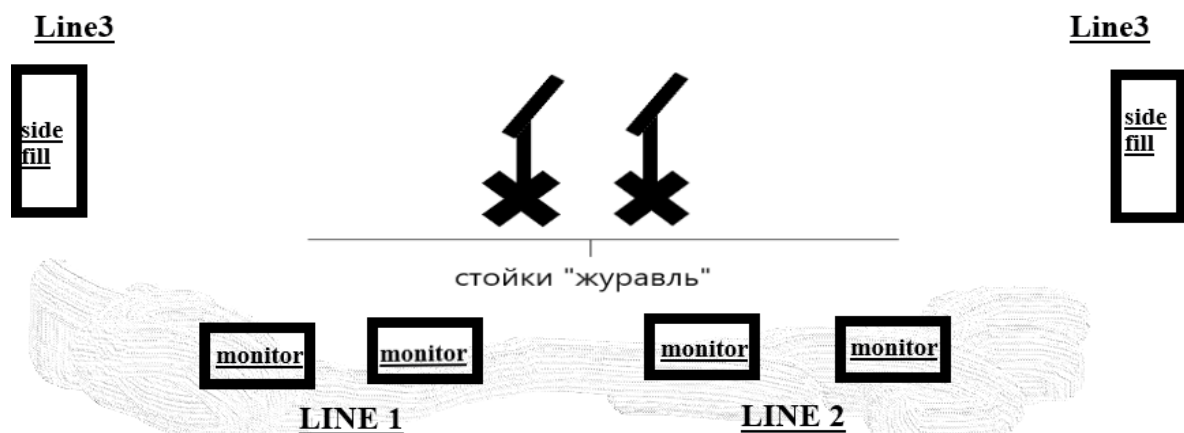 Line3
Line3
side
fill
side
fill
стойки "журавль"
monitor
monitor
monitor
monitor
LINE 1
LINE 2